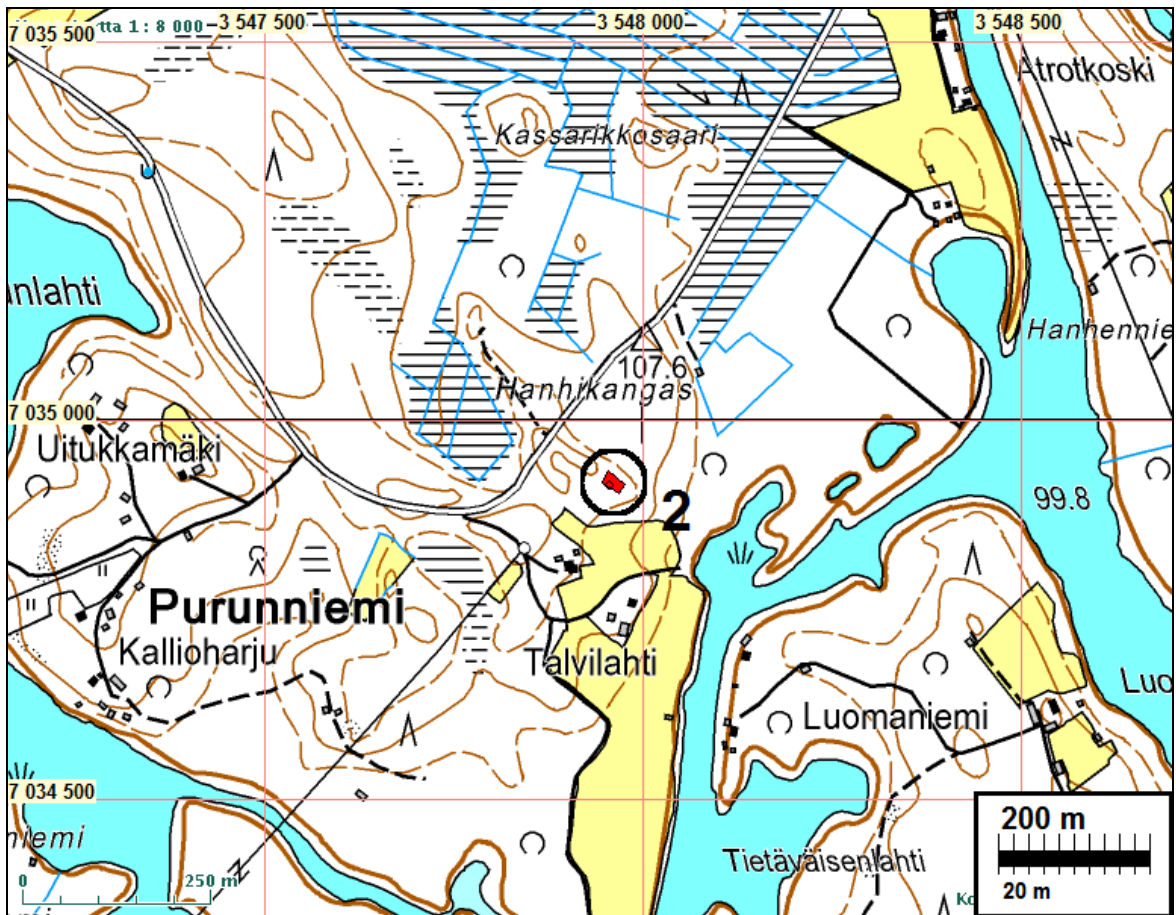 7 035 500
tta 1 : 8 000
3 547 500
3 548 000
3 548 500
Atrotkoski
Kassarikkosaari
anlahti
Hanhennie
107.6
Hanhikangas
7 035 000
Uitukkamäki
2
99.8
Purunniemi
Kallioharju
Talvilahti
Luo
Luomaniemi
7 034 500
niemi
Tietäväisenlahti
0
250 m
200 m
20 m